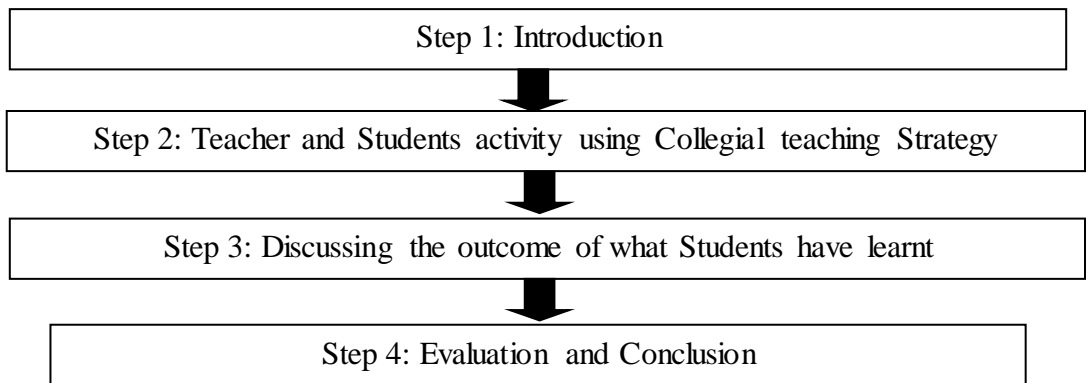 Step 1: Introduction
Step 2: Teacher and Students activity using Collegial teaching Strategy
Step 3: Discussing the outcome of what Students have learnt
Step 4: Evaluation and Conclusion